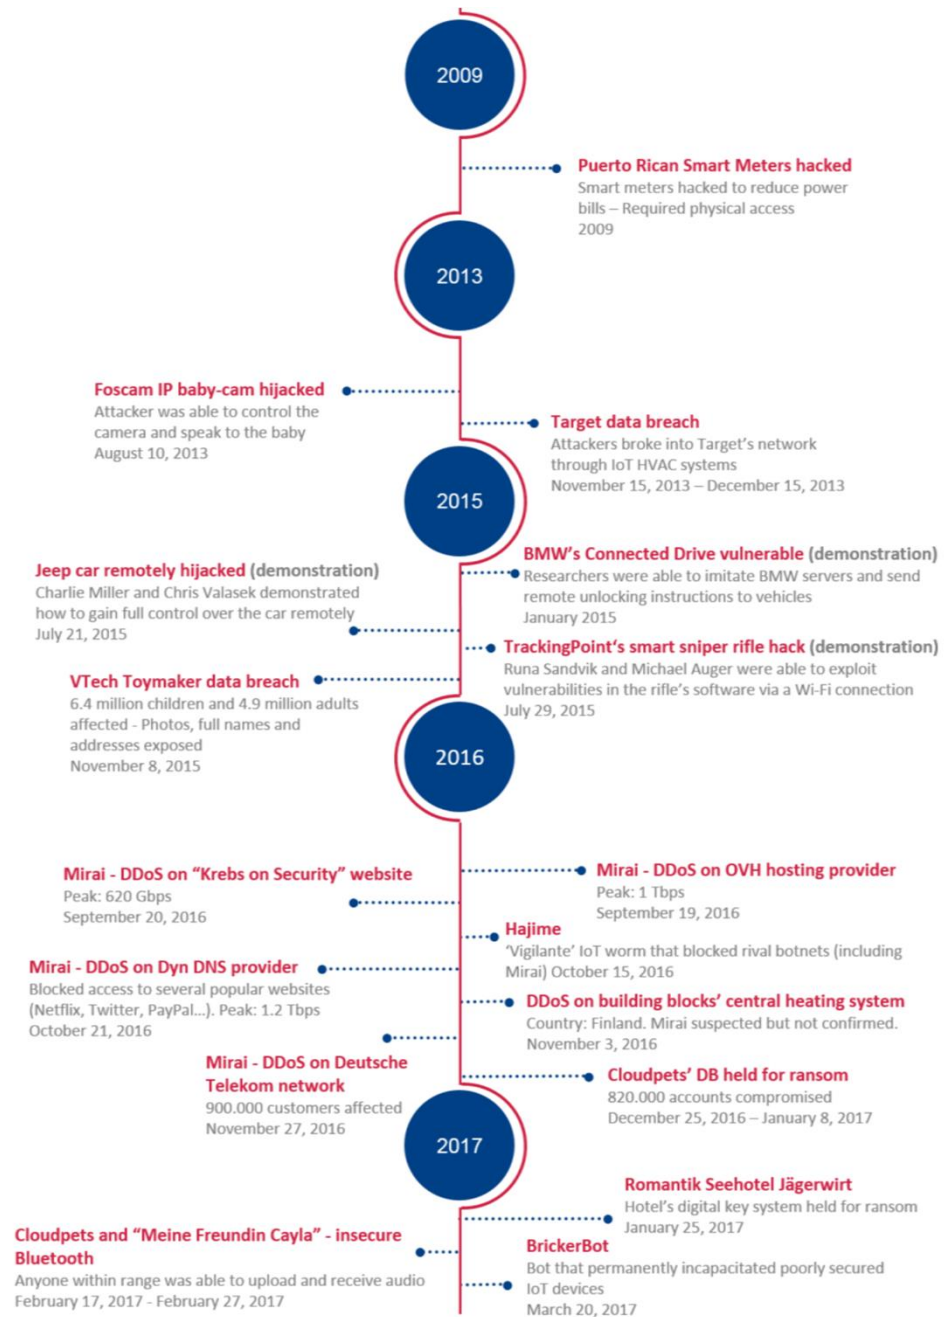 2009
Puerto Rican Smart Meters hacked
Smart meters hacked to reduce power
bills – Required physical access
2009
2013
Foscam IP baby-cam hijacked
Attacker was able to control the
camera and speak to the baby
August 10, 2013
Target data breach
Attackers broke into Target's network
through IoT HVAC systems
November 15, 2013 – December 15, 2013
2015
BMW's Connected Drive vulnerable (demonstration)
Researchers were able to imitate BMW servers and send
remote unlocking instructions to vehicles
January 2015
Jeep car remotely hijacked (demonstration)
Charlie Miller and Chris Valasek demonstrated
how to gain full control over the car remotely
July 21, 2015
TrackingPoint‘s smart sniper rifle hack (demonstration)
Runa Sandvik and Michael Auger were able to exploit
vulnerabilities in the rifle's software via a Wi-Fi connection
July 29, 2015
VTech Toymaker data breach
6.4 million children and 4.9 million adults
affected - Photos, full names and
addresses exposed
November 8, 2015
2016
Mirai - DDoS on OVH hosting provider
Peak: 1 Tbps
September 19, 2016
Mirai - DDoS on “Krebs on Security” website
Peak: 620 Gbps
September 20, 2016
Hajime
‘Vigilante’ IoT worm that blocked rival botnets (including
Mirai) October 15, 2016
Mirai - DDoS on Dyn DNS provider
Blocked access to several popular websites
(Netflix, Twitter, PayPal...). Peak: 1.2 Tbps
October 21, 2016
DDoS on building blocks’ central heating system
Country: Finland. Mirai suspected but not confirmed.
November 3, 2016
Mirai - DDoS on Deutsche
Telekom network
900.000 customers affected
November 27, 2016
Cloudpets’ DB held for ransom
820.000 accounts compromised
December 25, 2016 – January 8, 2017
2017
Romantik Seehotel Jägerwirt
Hotel's digital key system held for ransom
January 25, 2017
Cloudpets and “Meine Freundin Cayla” - insecure
Bluetooth
Anyone within range was able to upload and receive audio
February 17, 2017 - February 27, 2017
BrickerBot
Bot that permanently incapacitated poorly secured
IoT devices
March 20, 2017